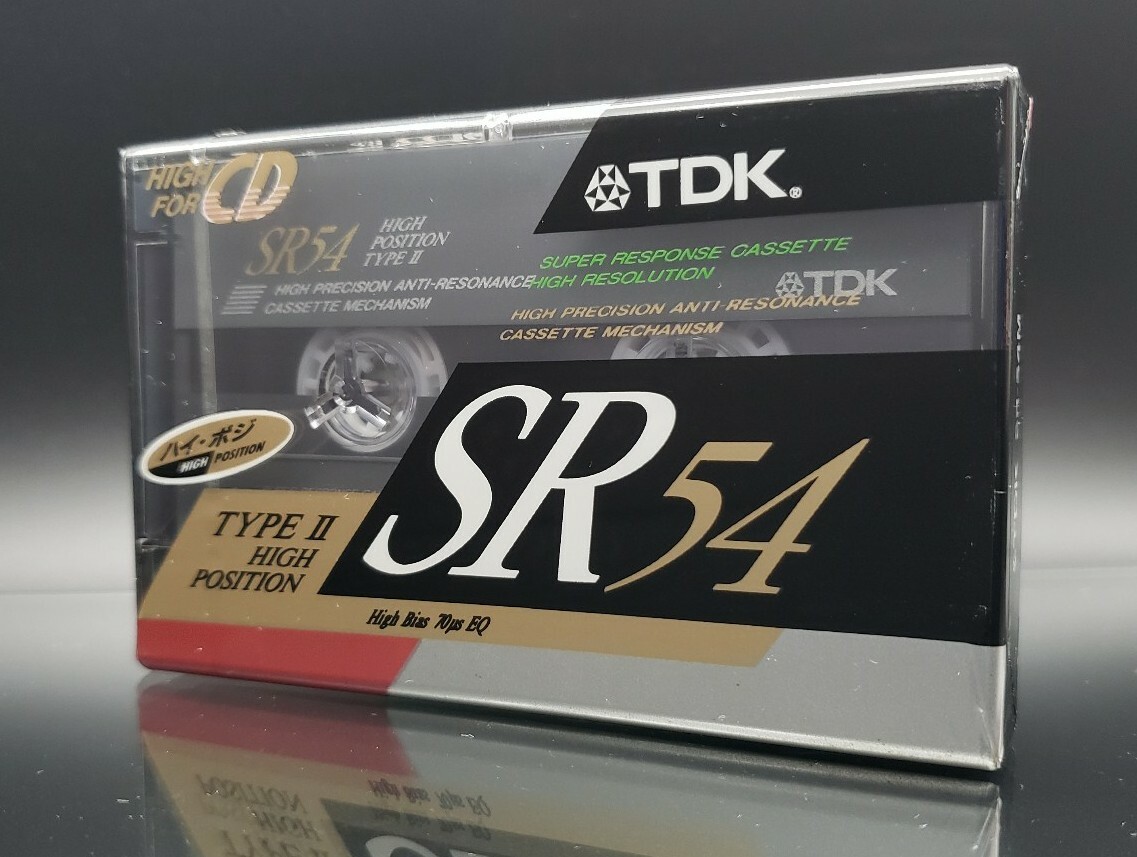 HIGH
FOR CD
TDK®
SR54
HIGH
POSITION
TYPE II
HIGH PRECISION ANTI-RESONANCE
CASSETTE MECHANISM
SUPER RESPONSE CASSETTE
HIGH RESOLUTION
TDK
HIGH PRECISION ANTI-RESONANCE
CASSETTE MECHANISM
ハイ・ポジ
HIGH POSITION
SR54
TYPE II
HIGH
POSITION
High Bias 70μs EQ